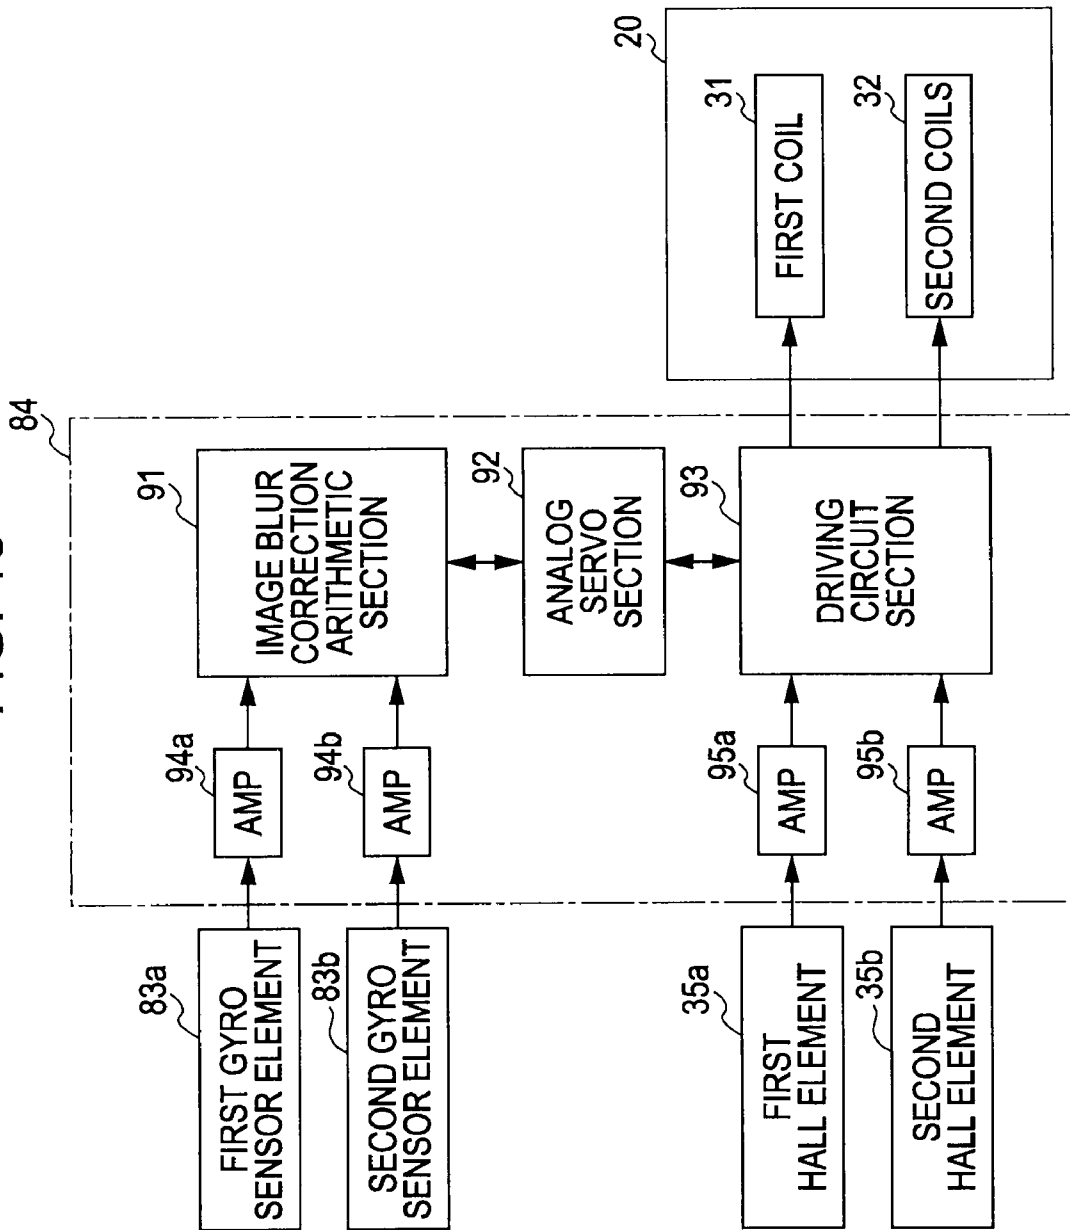 84
83a
FIRST GYRO
SENSOR ELEMENT
94a
AMP
91
IMAGE BLUR
CORRECTION
ARITHMETIC
SECTION
83b
SECOND GYRO
SENSOR ELEMENT
94b
AMP
92
ANALOG
SERVO
SECTION
20
35a
FIRST
HALL ELEMENT
95a
AMP
93
DRIVING
CIRCUIT
SECTION
31
FIRST COIL
35b
SECOND
HALL ELEMENT
95b
AMP
32
SECOND COILS